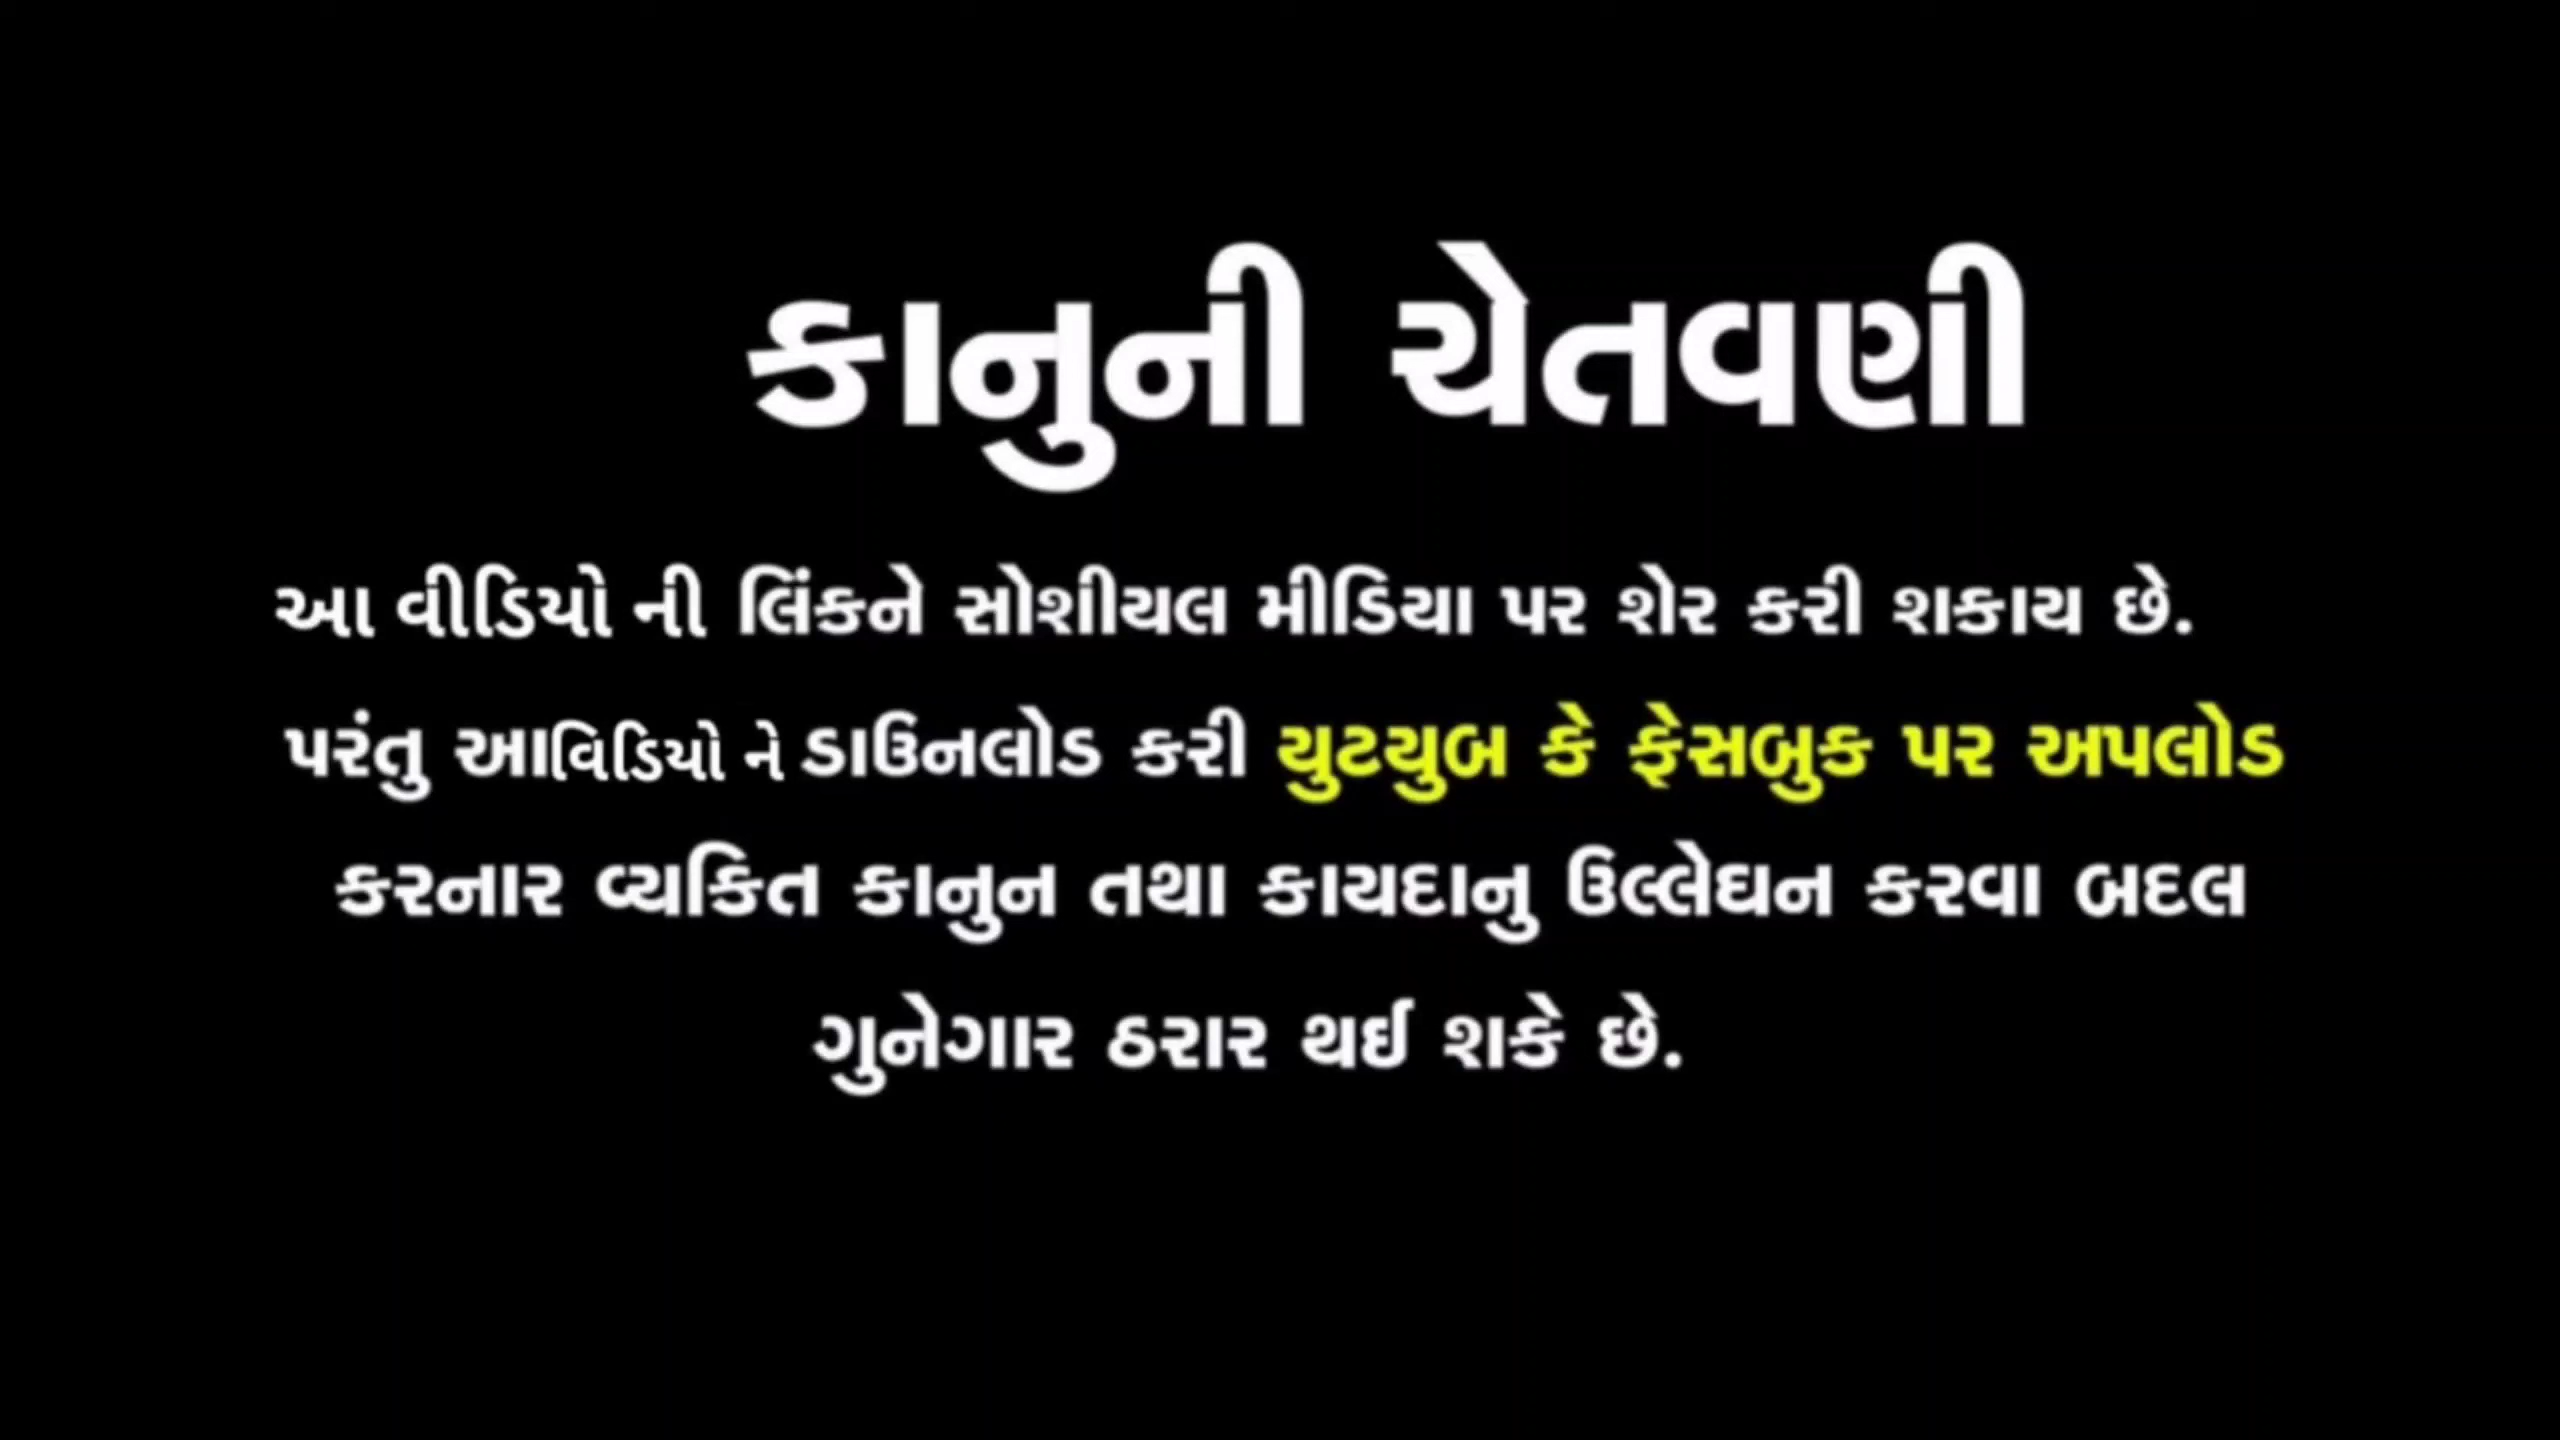 કાનુની ચેતવણી
આ વીડિયો ની લિંકને સોશીયલ મીડિયા પર શેર કરી શકાય છે.
પરંતુ આવિડિયો ને ડાઉનલોડ કરી યુટયુબ કે ફેસબુક પર અપલોડ
કરનાર વ્યકિત કાનુન તથા કાયદાનુ ઉલ્લેઘન કરવા બદલ
ગુનેગાર ઠરાર થઈ શકે છે.